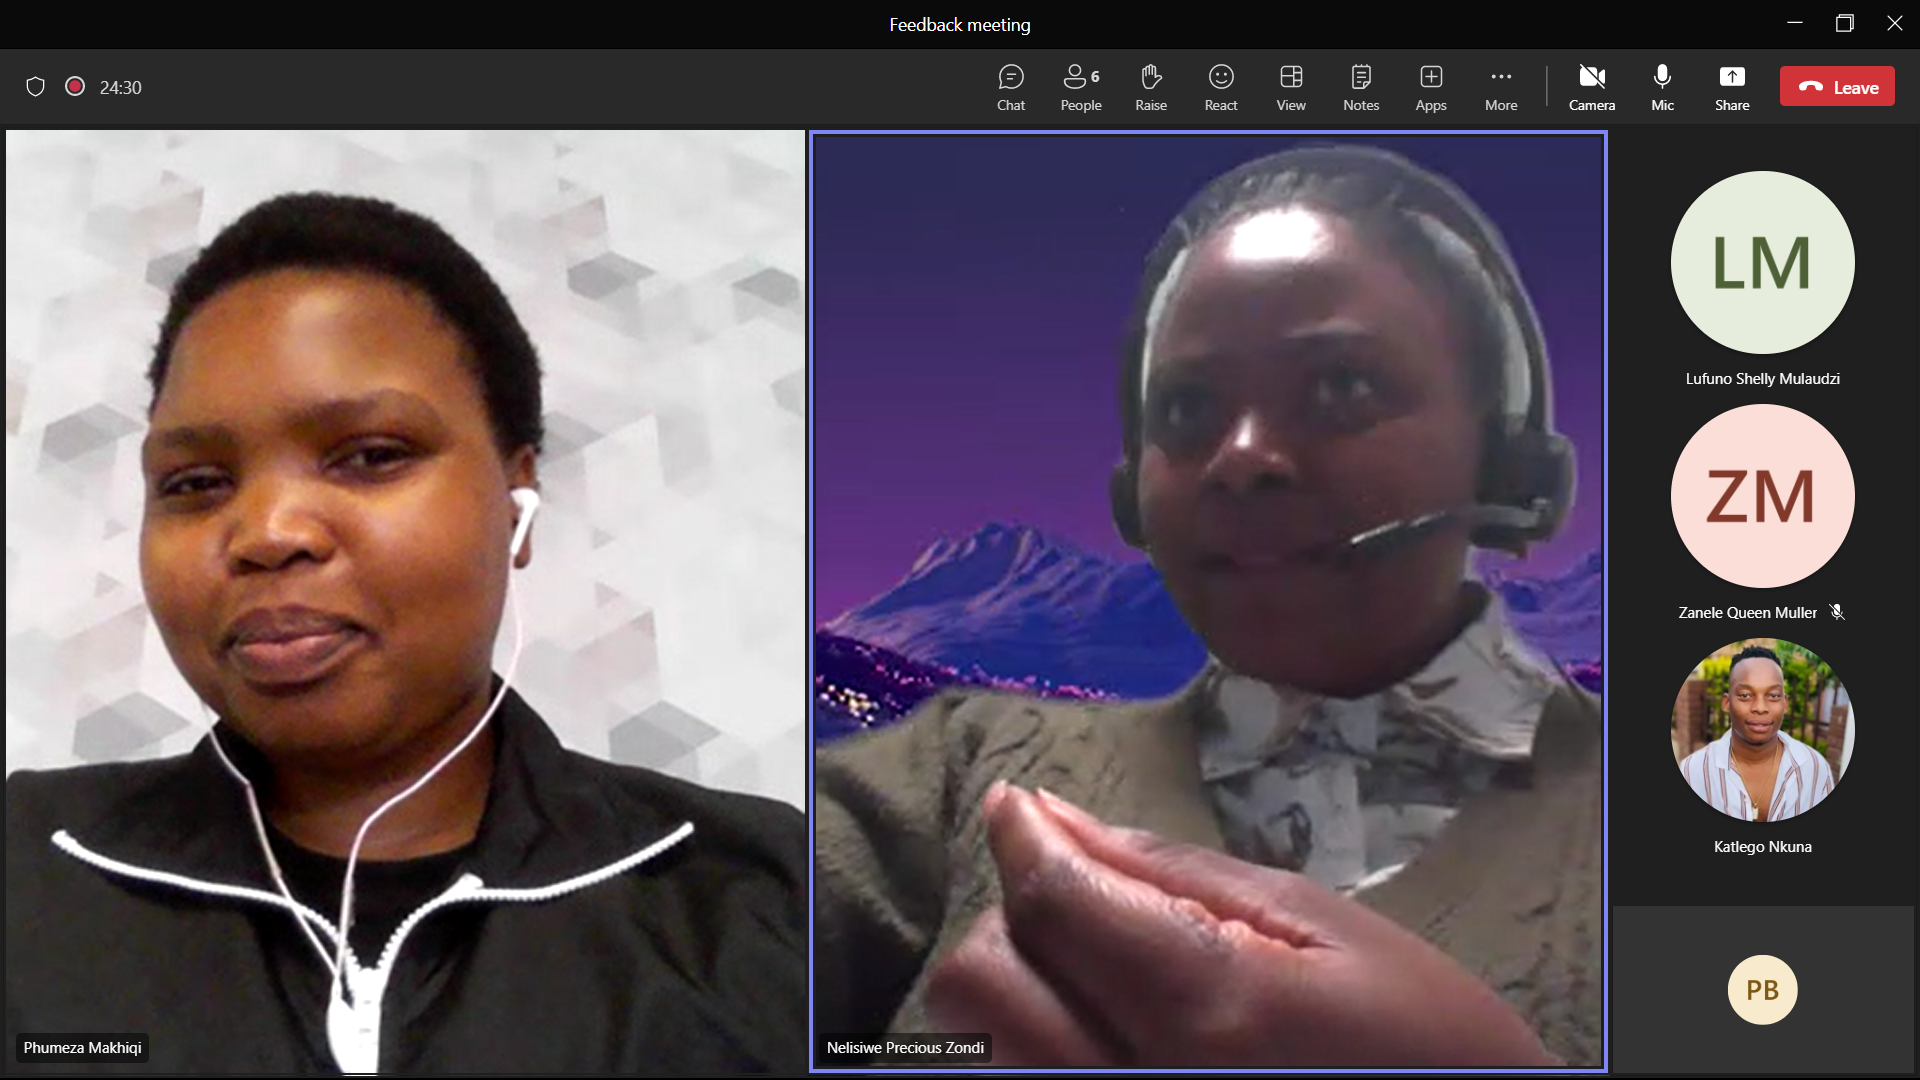 Feedback meeting
24:30
Chat
People
6
Raise
React
View
Notes
Apps
More
Camera
Mic
Share
Leave
Phumeza Makhiqi
Nelisiwe Precious Zondi
LM
Lufuno Shelly Mulaudzi
ZM
Zanele Queen Muller
Katlego Nkuna
PB